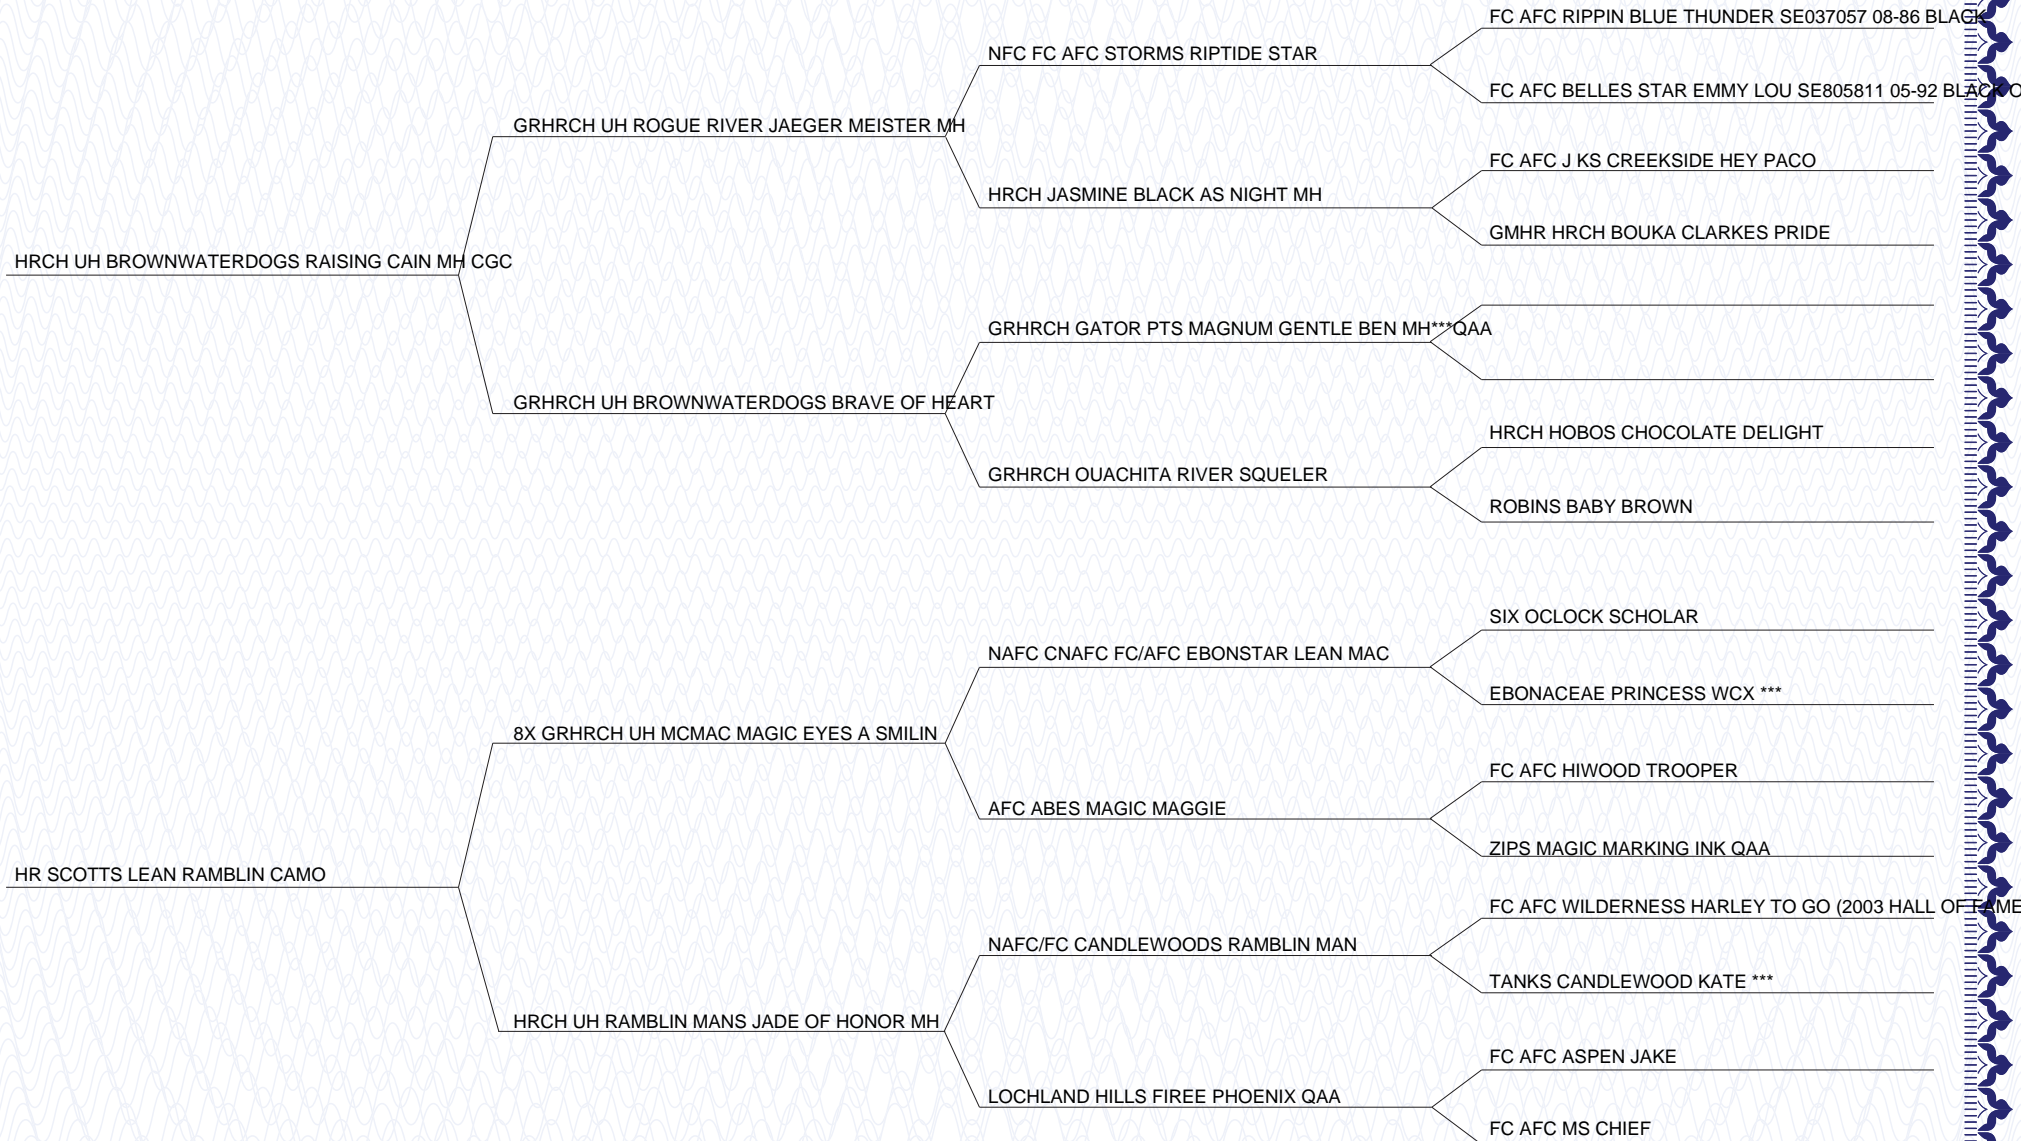 FC AFC RIPPIN BLUE THUNDER SE037057 08-86 BLACK
NFC FC AFC STORMS RIPTIDE STAR
FC AFC BELLES STAR EMMY LOU SE805811 05-92 BLACK O
GRHRCH UH ROGUE RIVER JAEGER MEISTER MH
FC AFC J KS CREEKSIDE HEY PACO
HRCH JASMINE BLACK AS NIGHT MH
GMHR HRCH BOUKA CLARKES PRIDE
HRCH UH BROWNWATERDOGS RAISING CAIN MH CGC
GRHRCH GATOR PTS MAGNUM GENTLE BEN MH***QAA
GRHRCH UH BROWNWATERDOGS BRAVE OF HEART
HRCH HOBOS CHOCOLATE DELIGHT
GRHRCH OUACHITA RIVER SQUELER
ROBINS BABY BROWN
SIX OCLOCK SCHOLAR
NAFC CNAFC FC/AFC EBONSTAR LEAN MAC
EBONACEAE PRINCESS WCX ***
8X GRHRCH UH MCMAC MAGIC EYES A SMILIN
FC AFC HIWOOD TROOPER
AFC ABES MAGIC MAGGIE
ZIPS MAGIC MARKING INK QAA
HR SCOTTS LEAN RAMBLIN CAMO
FC AFC WILDERNESS HARLEY TO GO (2003 HALL OF FAME
NAFC/FC CANDLEWOODS RAMBLIN MAN
TANKS CANDLEWOOD KATE ***
HRCH UH RAMBLIN MANS JADE OF HONOR MH
FC AFC ASPEN JAKE
LOCHLAND HILLS FIREE PHOENIX QAA
FC AFC MS CHIEF